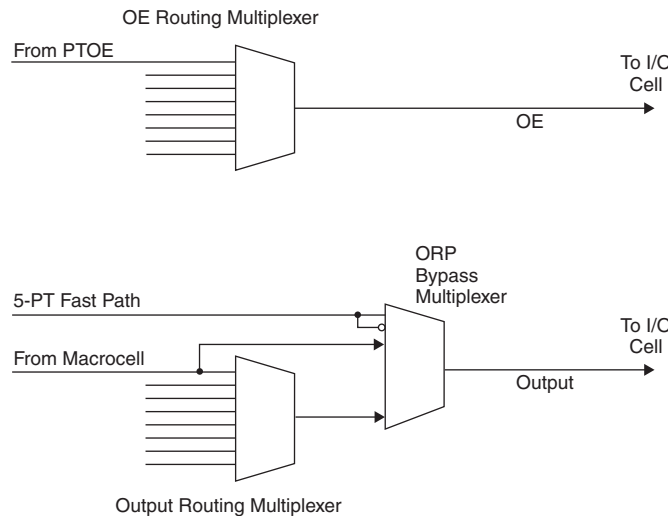 OE Routing Multiplexer
From PTOE
To I/O
Cell
OE
ORP
Bypass
Multiplexer
5-PT Fast Path
To I/O
Cell
From Macrocell
Output
Output Routing Multiplexer